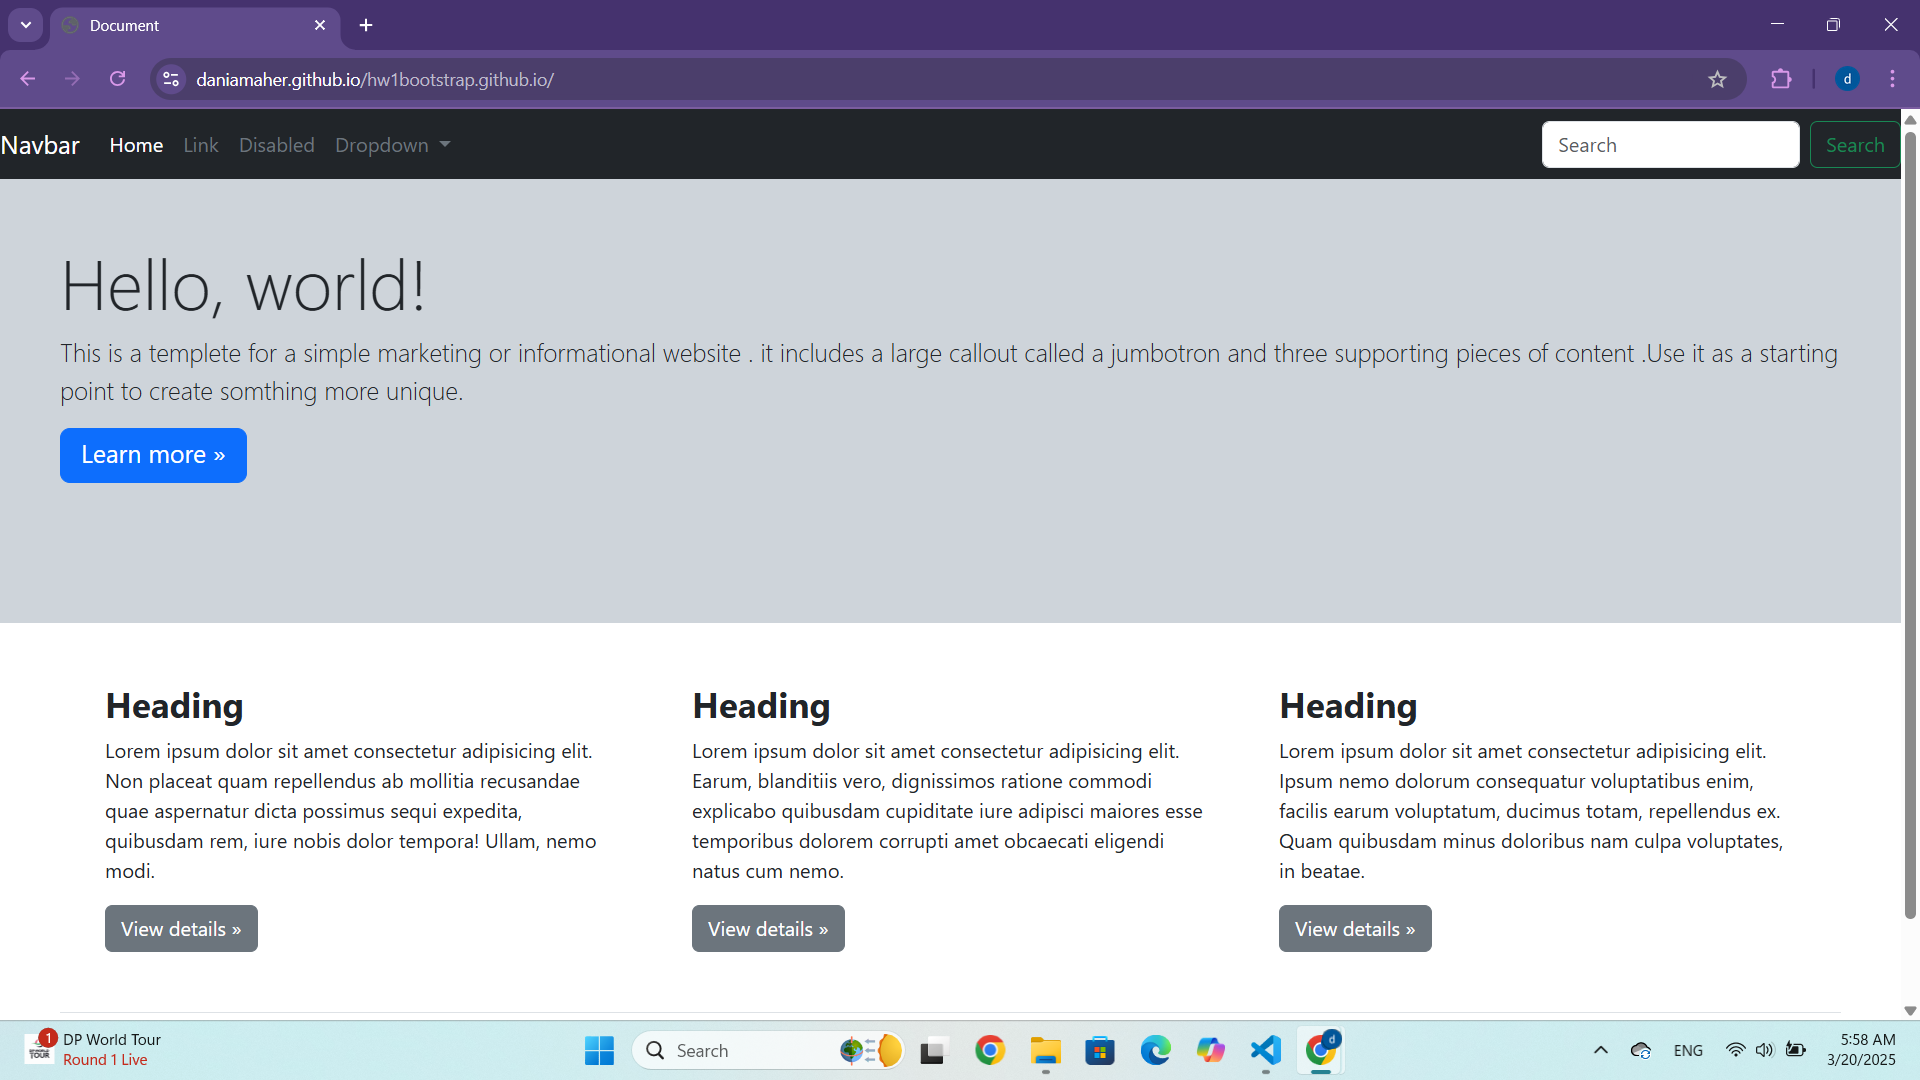 Document
daniamaher.github.io/hw1bootstrap.github.io/
d
Navbar Home Link Disabled Dropdown Search Search
Hello, world!
This is a templete for a simple marketing or informational website . it includes a large callout called a jumbotron and three supporting pieces of content .Use it as a starting
point to create somthing more unique.
Learn more »
Heading
Lorem ipsum dolor sit amet consectetur adipisicing elit.
Non placeat quam repellendus ab mollitia recusandae
quae aspernatur dicta possimus sequi expedita,
quibusdam rem, iure nobis dolor tempora! Ullam, nemo
modi.
View details »
Heading
Lorem ipsum dolor sit amet consectetur adipisicing elit.
Earum, blanditiis vero, dignissimos ratione commodi
explicabo quibusdam cupiditate iure adipisci maiores esse
temporibus dolorem corrupti amet obcaecati eligendi
natus cum nemo.
View details »
Heading
Lorem ipsum dolor sit amet consectetur adipisicing elit.
Ipsum nemo dolorum consequatur voluptatibus enim,
facilis earum voluptatum, ducimus totam, repellendus ex.
Quam quibusdam minus doloribus nam culpa voluptates,
in beatae.
View details »
1
TOUR
DP World Tour
Round 1 Live
Search
d
ENG
5:58 AM
3/20/2025